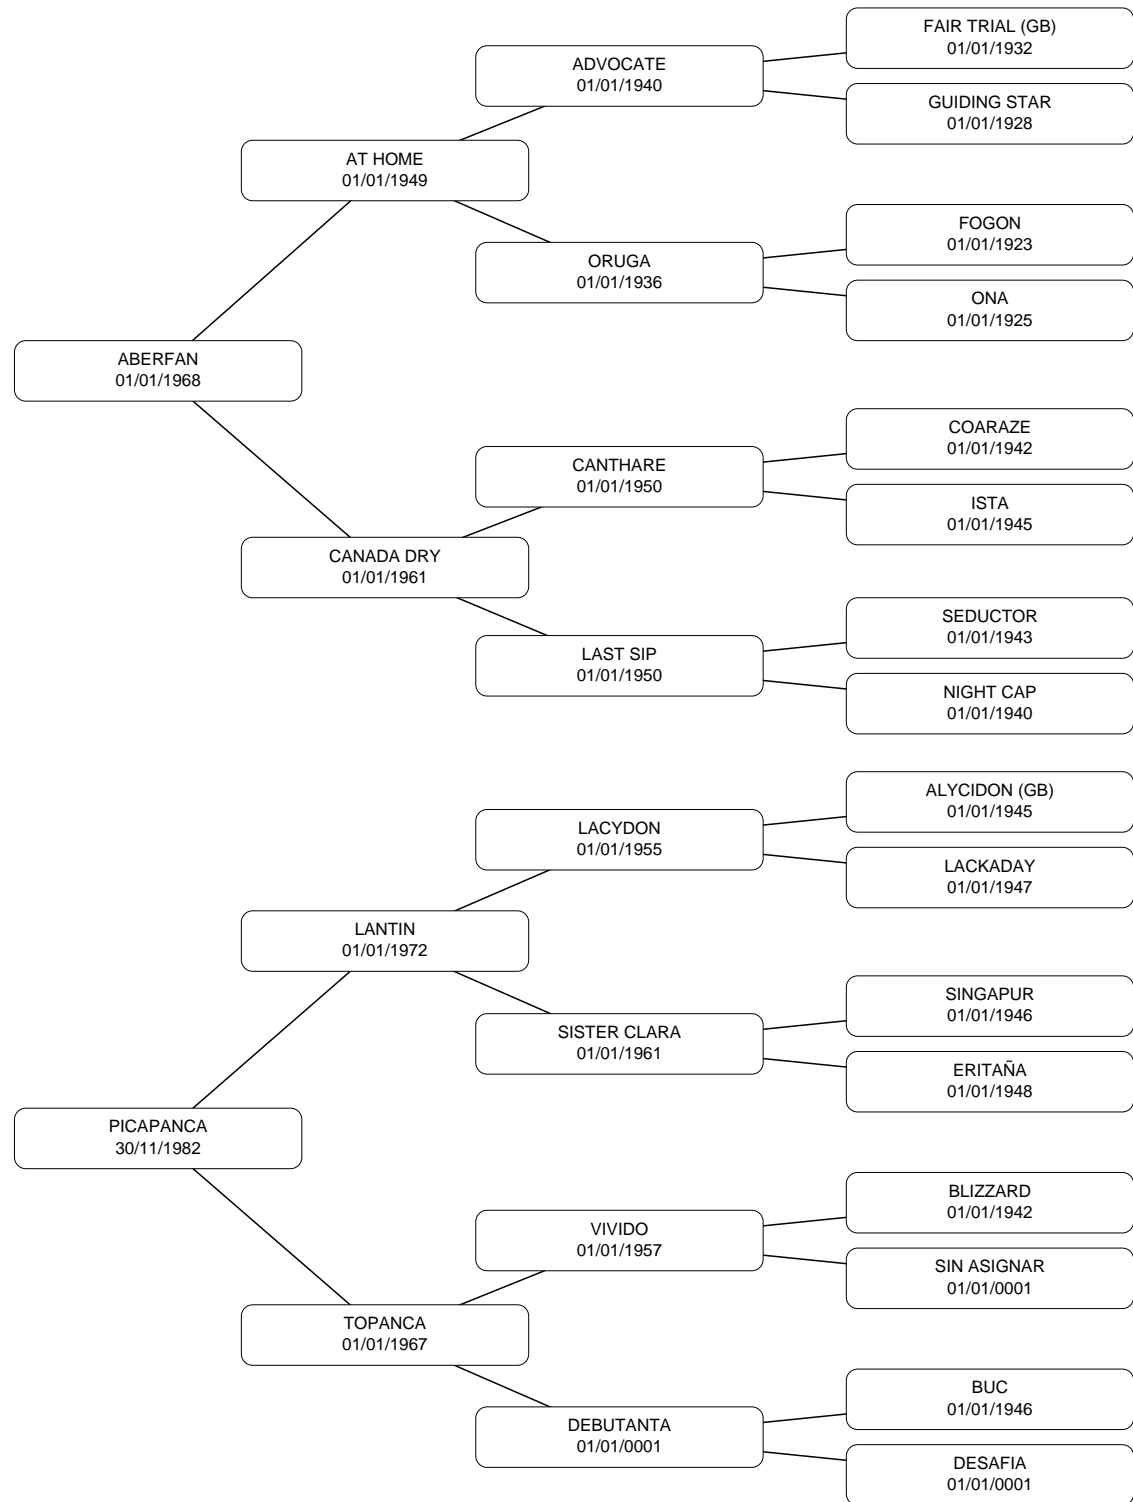 FAIR TRIAL (GB)
01/01/1932
ADVOCATE
01/01/1940
GUIDING STAR
01/01/1928
AT HOME
01/01/1949
FOGON
01/01/1923
ORUGA
01/01/1936
ONA
01/01/1925
ABERFAN
01/01/1968
COARAZE
01/01/1942
CANTHARE
01/01/1950
ISTA
01/01/1945
CANADA DRY
01/01/1961
SEDUCTOR
01/01/1943
LAST SIP
01/01/1950
NIGHT CAP
01/01/1940
ALYCIDON (GB)
01/01/1945
LACYDON
01/01/1955
LACKADAY
01/01/1947
LANTIN
01/01/1972
SINGAPUR
01/01/1946
SISTER CLARA
01/01/1961
ERITAÑA
01/01/1948
PICAPANCA
30/11/1982
BLIZZARD
01/01/1942
VIVIDO
01/01/1957
SIN ASIGNAR
01/01/0001
TOPANCA
01/01/1967
BUC
01/01/1946
DEBUTANTA
01/01/0001
DESAFIA
01/01/0001